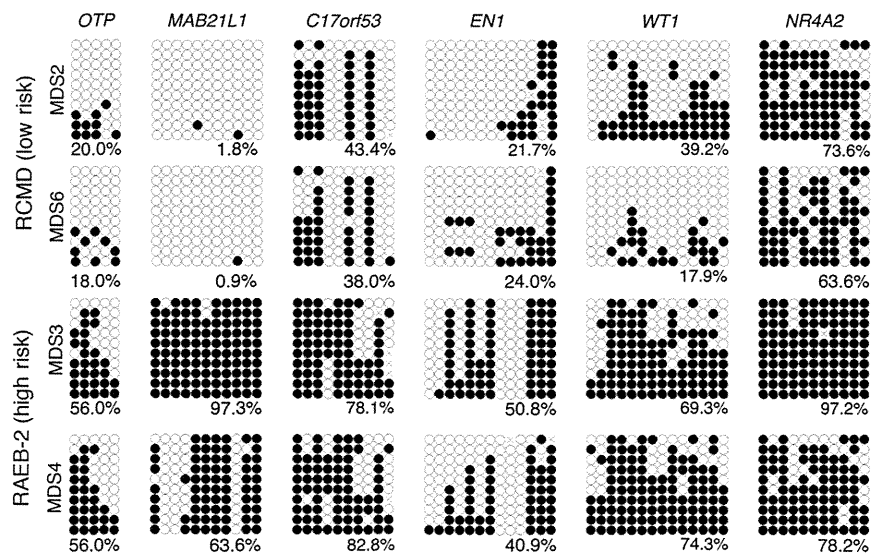 OTP MAB21L1 C17orf53 EN1 WT1 NR4A2
RCMD (low risk)
MDS2
20.0% 1.8% 43.4% 21.7% 39.2% 73.6%
MDS6
18.0% 0.9% 38.0% 24.0% 17.9% 63.6%
RAEB-2 (high risk)
MDS3
56.0% 97.3% 78.1% 50.8% 69.3% 97.2%
MDS4
56.0% 63.6% 82.8% 40.9% 74.3% 78.2%